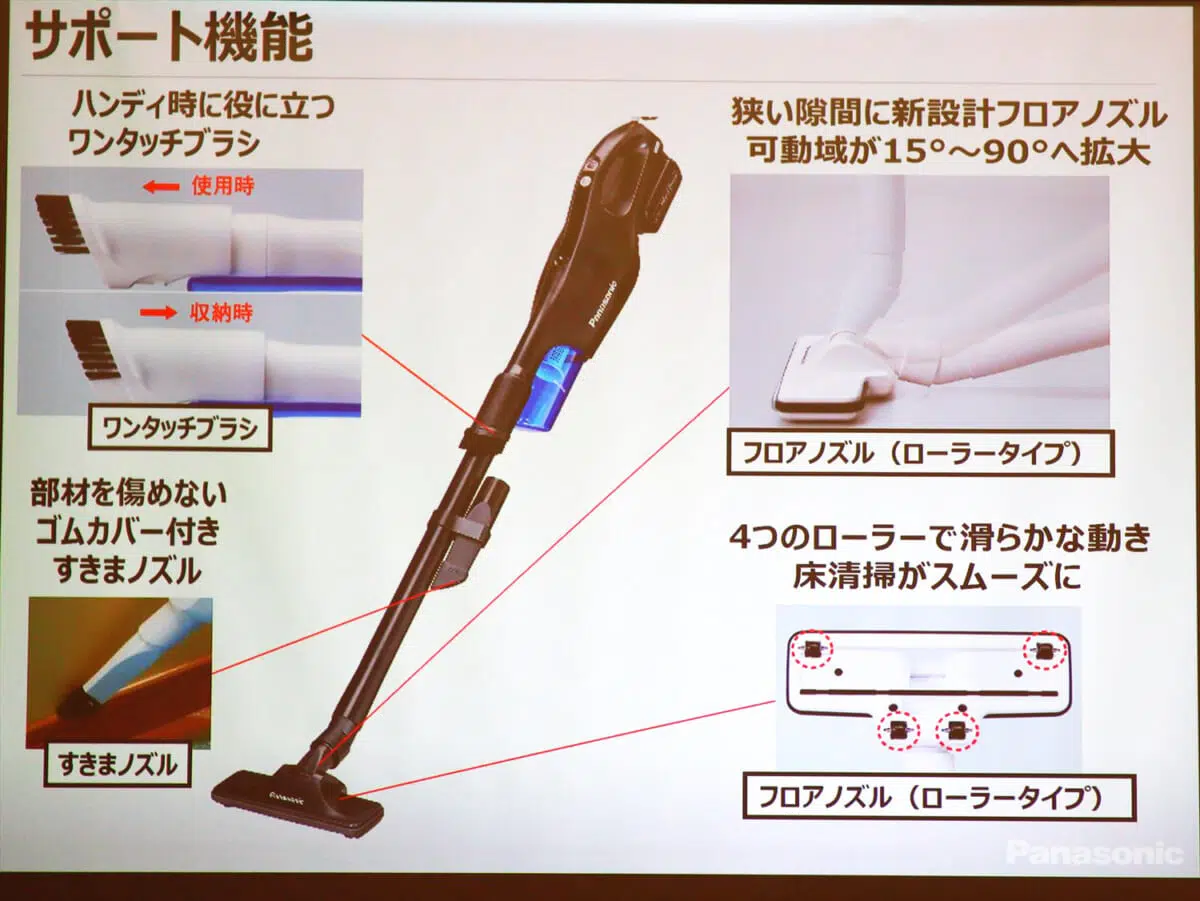 サポート機能
ハンディ時に役に立つ
ワンタッチブラシ
使用時
収納時
ワンタッチブラシ
部材を傷めない
ゴムカバー付き
すきまノズル
すきまノズル
Panasonic
Panasonic
狭い隙間に新設計フロアノズル
可動域が15°～90°へ拡大
フロアノズル（ローラータイプ）
4つのローラーで滑らかな動き
床清掃がスムーズに
フロアノズル（ローラータイプ）
Panasonic